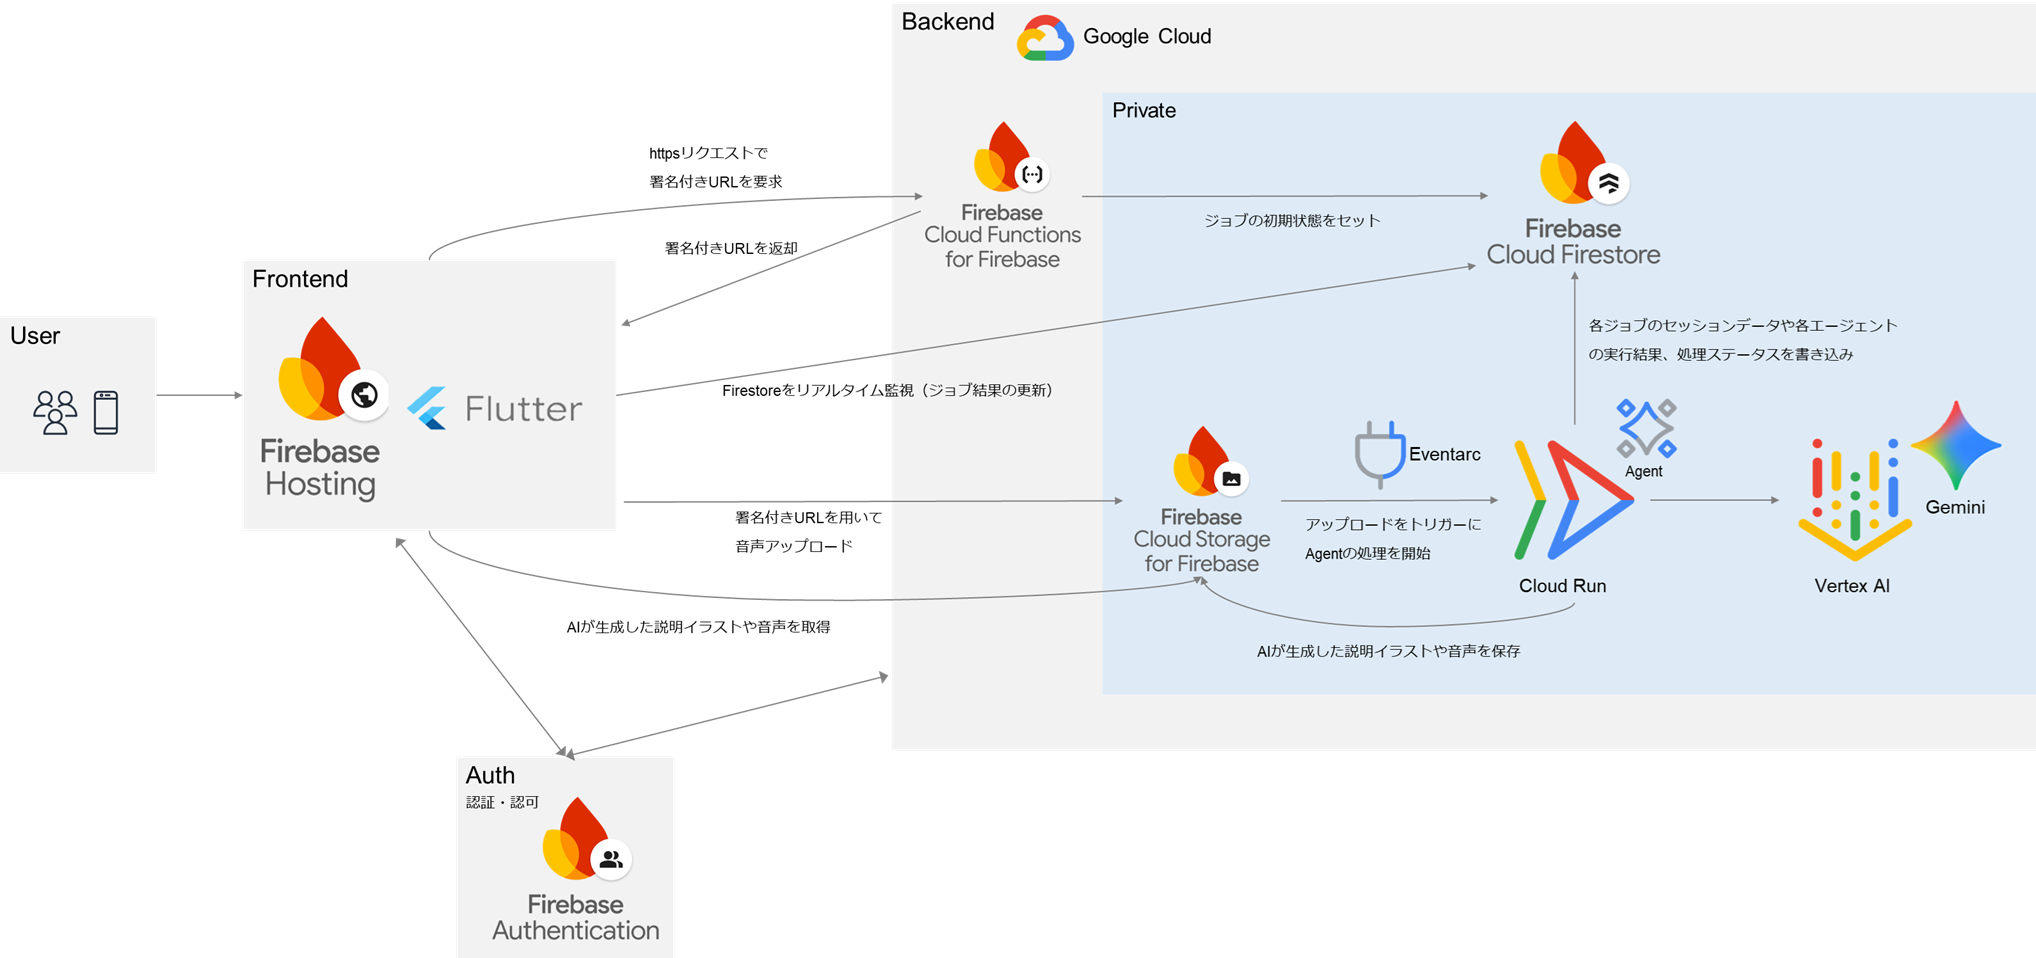 Backend
Google Cloud
Private
User
Frontend
Firebase
Hosting
Flutter
httpsリクエストで
署名付きURLを要求
署名付きURLを返却
Firebase
Cloud Functions
for Firebase
ジョブの初期状態をセット
Firebase
Cloud Firestore
Firestoreをリアルタイム監視（ジョブ結果の更新）
各ジョブのセッションデータや各エージェント
の実行結果、処理ステータスを書き込み
署名付きURLを用いて
音声アップロード
Firebase
Cloud Storage
for Firebase
Eventarc
アップロードをトリガーに
Agentの処理を開始
Agent
Cloud Run
Gemini
Vertex AI
AIが生成した説明イラストや音声を取得
AIが生成した説明イラストや音声を保存
Auth
認証・認可
Firebase
Authentication